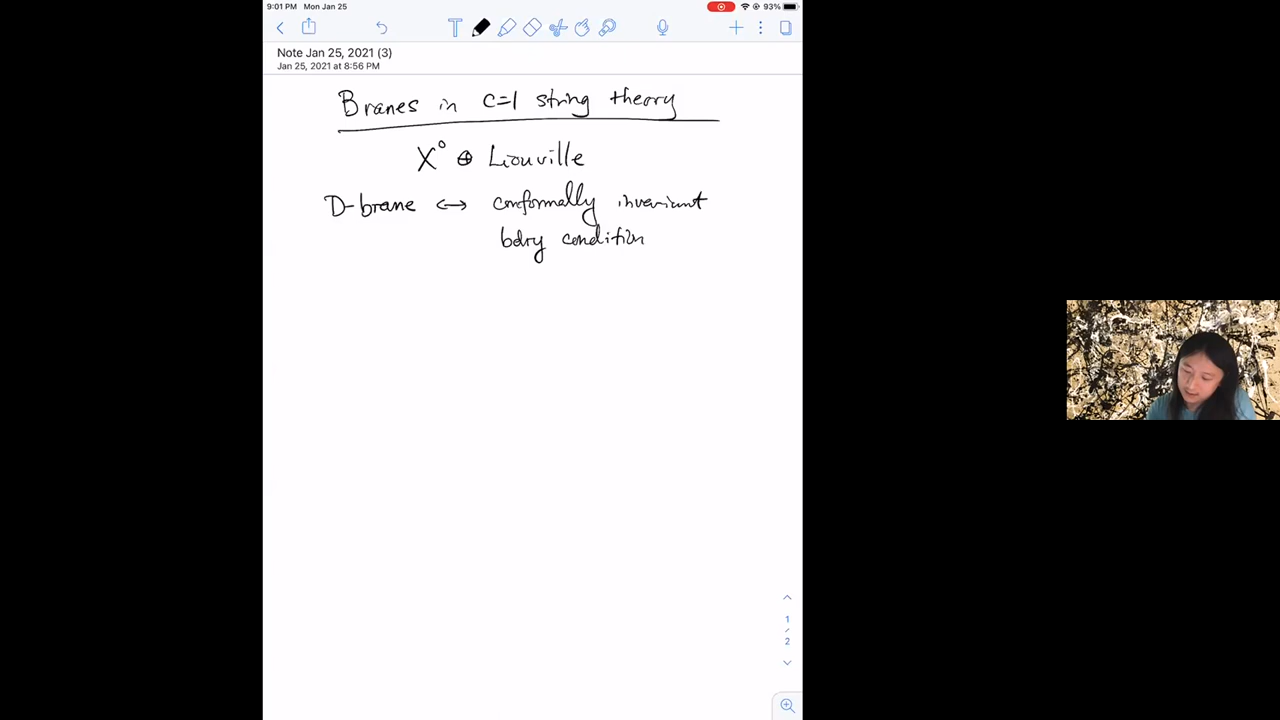 9:01 PM Mon Jan 25
93%
T
Note Jan 25, 2021 (3)
Jan 25, 2021 at 8:56 PM
Branes in c=1 string theory
X⁰ ⊕ Liouville
D-brane ↔ conformally invariant
bdry condition
1
/
2